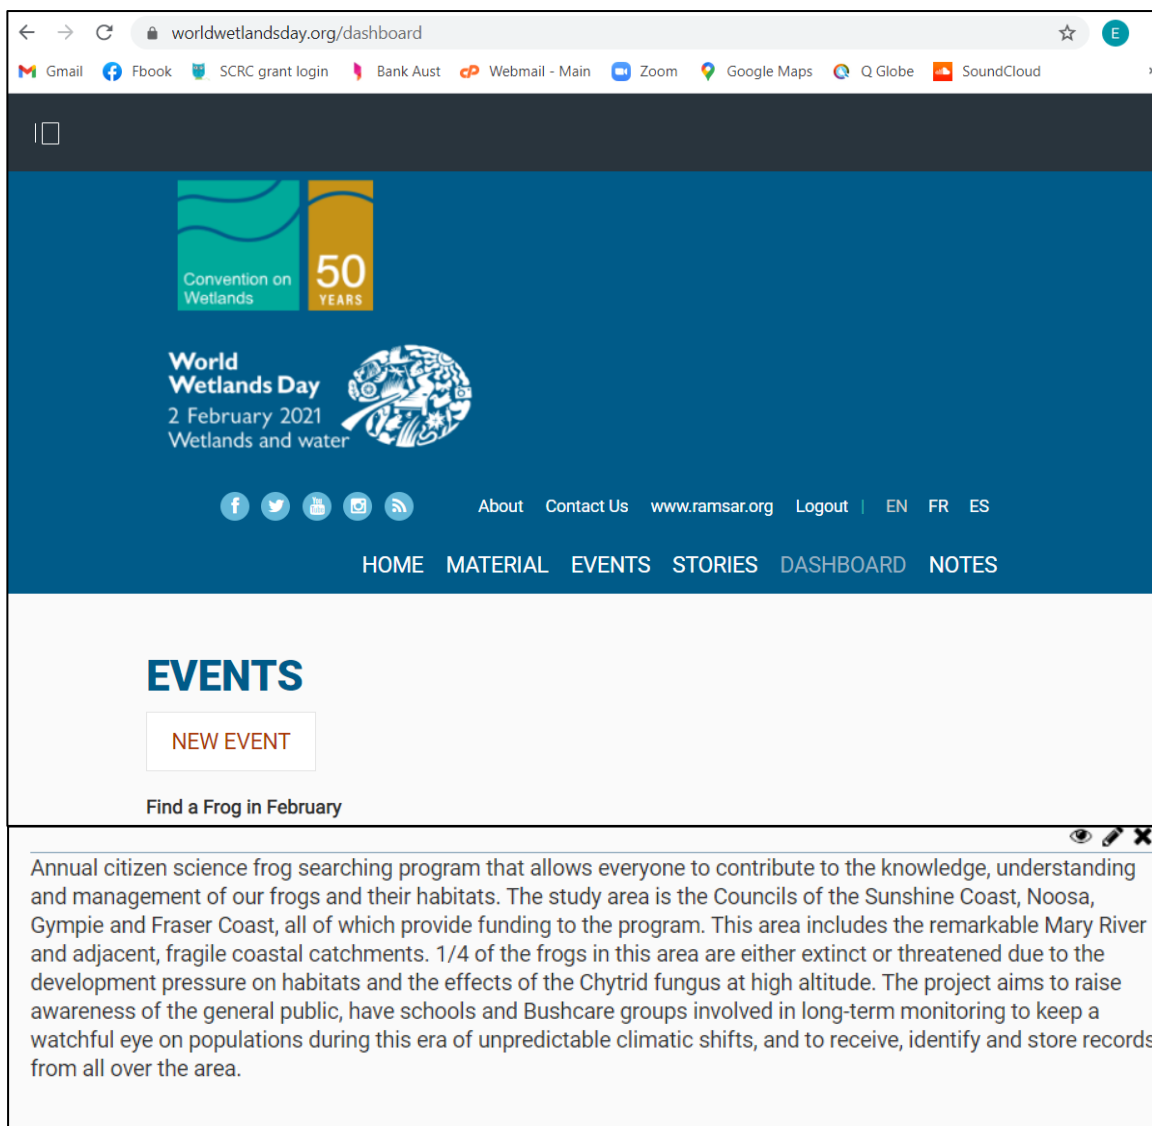 worldwetlandsday.org/dashboard
E
Gmail Fbook SCRC grant login Bank Aust Webmail - Main Zoom Google Maps Q Globe SoundCloud
50
YEARS
Convention on
Wetlands
World
Wetlands Day
2 February 2021
Wetlands and water
About Contact Us www.ramsar.org Logout | EN FR ES
HOME MATERIAL EVENTS STORIES DASHBOARD NOTES
EVENTS
NEW EVENT
Find a Frog in February
Annual citizen science frog searching program that allows everyone to contribute to the knowledge, understanding
and management of our frogs and their habitats. The study area is the Councils of the Sunshine Coast, Noosa,
Gympie and Fraser Coast, all of which provide funding to the program. This area includes the remarkable Mary River
and adjacent, fragile coastal catchments. 1/4 of the frogs in this area are either extinct or threatened due to the
development pressure on habitats and the effects of the Chytrid fungus at high altitude. The project aims to raise
awareness of the general public, have schools and Bushcare groups involved in long-term monitoring to keep a
watchful eye on populations during this era of unpredictable climatic shifts, and to receive, identify and store records
from all over the area.